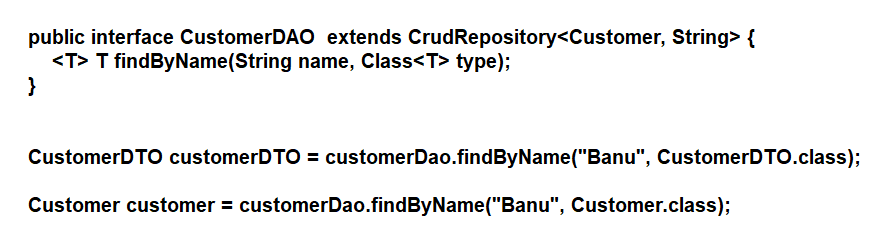 public interface CustomerDAO  extends CrudRepository<Customer, String> {
    <T> T findByName(String name, Class<T> type);
}
CustomerDTO customerDTO = customerDao.findByName("Banu", CustomerDTO.class);
Customer customer = customerDao.findByName("Banu", Customer.class);